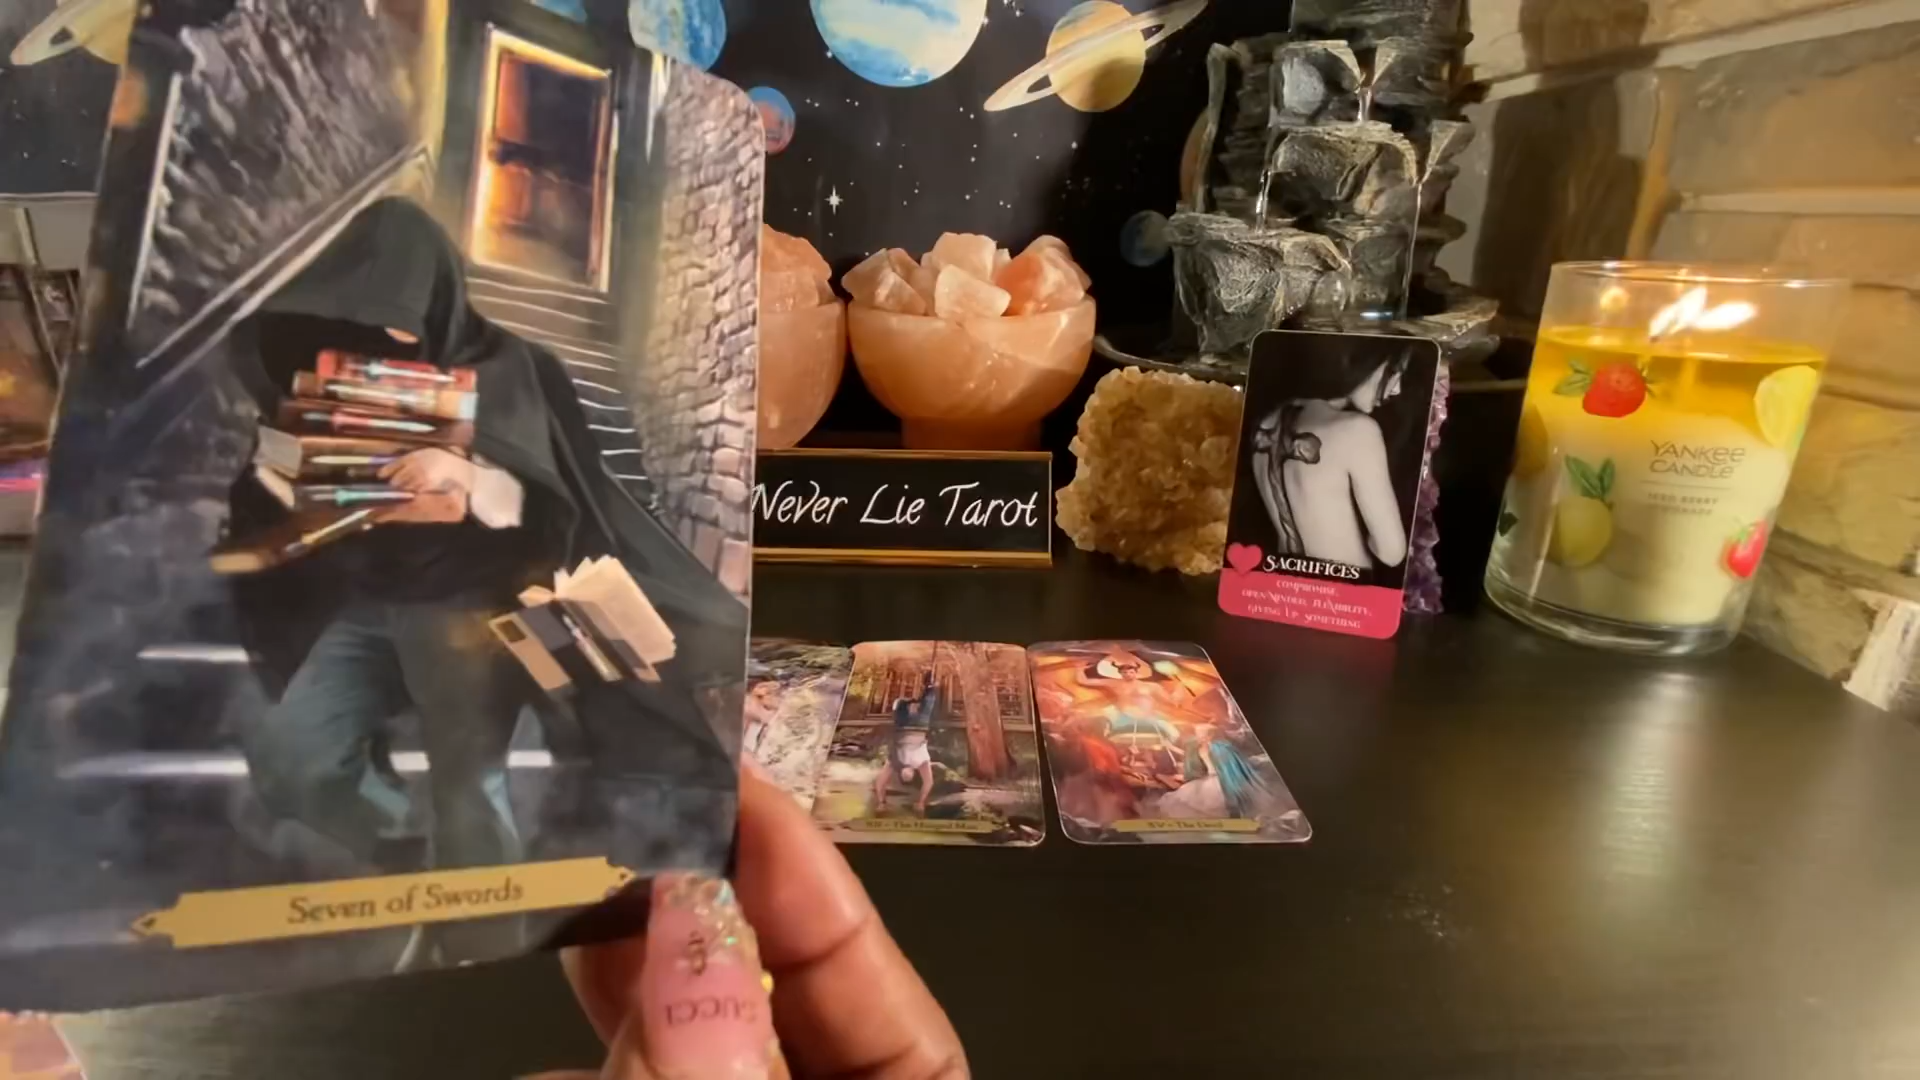 Seven of Swords
GUCCI
Never Lie Tarot
SACRIFICES
COMPROMISE,
OPEN MINDED, FLEXIBILITY,
GIVING UP SOMETHING
YANKEE
CANDLE
XII - The Hanged Man
XV - The Devil